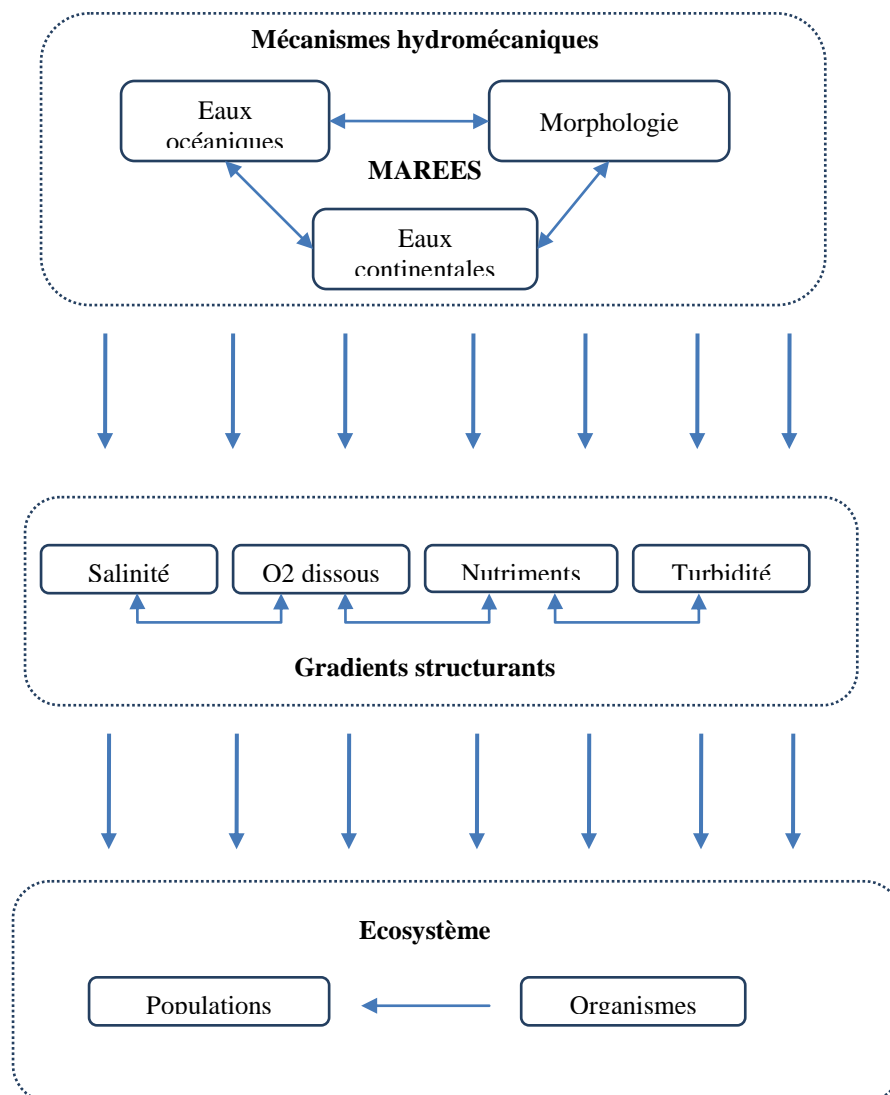 Mécanismes hydromécaniques
Eaux
océaniques
Morphologie
MAREES
Eaux
continentales
Salinité
O2 dissous
Nutriments
Turbidité
Gradients structurants
Ecosystème
Populations
Organismes